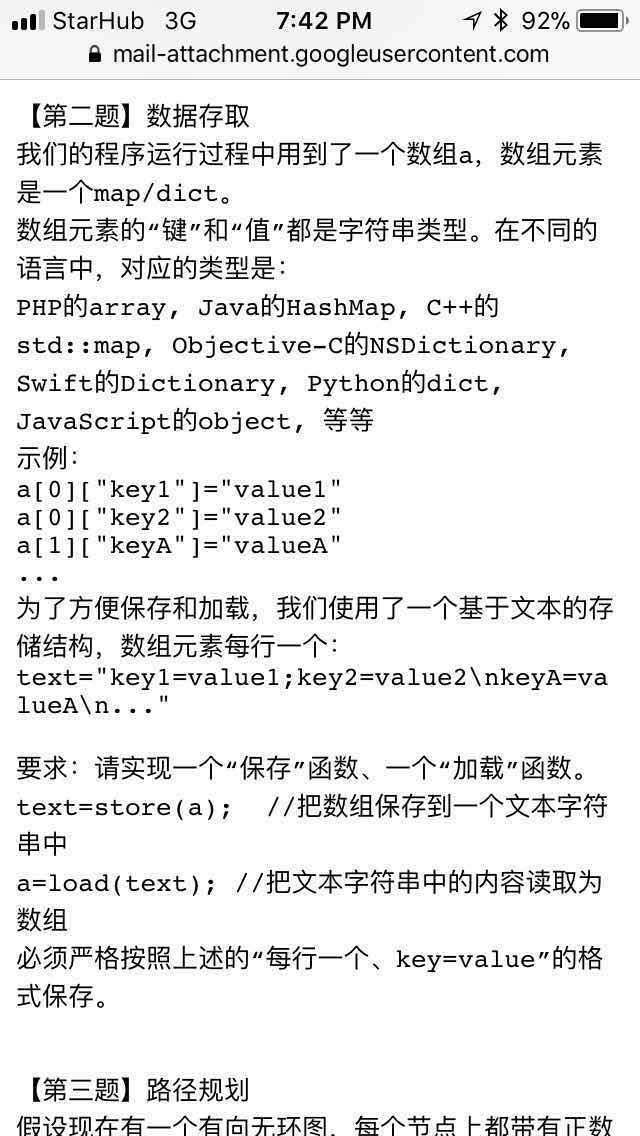 StarHub 3G 7:42 PM 92%
mail-attachment.googleusercontent.com
【第二题】数据存取
我们的程序运行过程中用到了一个数组a，数组元素
是一个map/dict。
数组元素的“键”和“值”都是字符串类型。在不同的
语言中，对应的类型是：
PHP的array, Java的HashMap, C++的
std::map, Objective-C的NSDictionary,
Swift的Dictionary, Python的dict,
JavaScript的object, 等等
示例：
a[0]["key1"]="value1"
a[0]["key2"]="value2"
a[1]["keyA"]="valueA"
...
为了方便保存和加载，我们使用了一个基于文本的存
储结构，数组元素每行一个：
text="key1=value1;key2=value2\nkeyA=va
lueA\n..."
要求：请实现一个“保存”函数、一个“加载”函数。
text=store(a); //把数组保存到一个文本字符
串中
a=load(text); //把文本字符串中的内容读取为
数组
必须严格按照上述的“每行一个、key=value”的格
式保存。
【第三题】路径规划
假设现在有一个有向无环图，每个节点上都带有正数